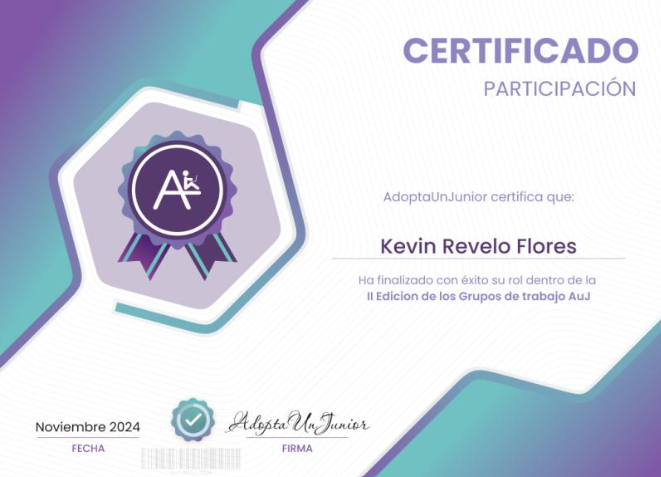 CERTIFICADO
PARTICIPACIÓN
AdoptaUnJunior certifica que:
Kevin Revelo Flores
Ha finalizado con éxito su rol dentro de la
II Edicion de los Grupos de trabajo AuJ
Noviembre 2024
AdoptaUnJunior
FECHA
FIRMA